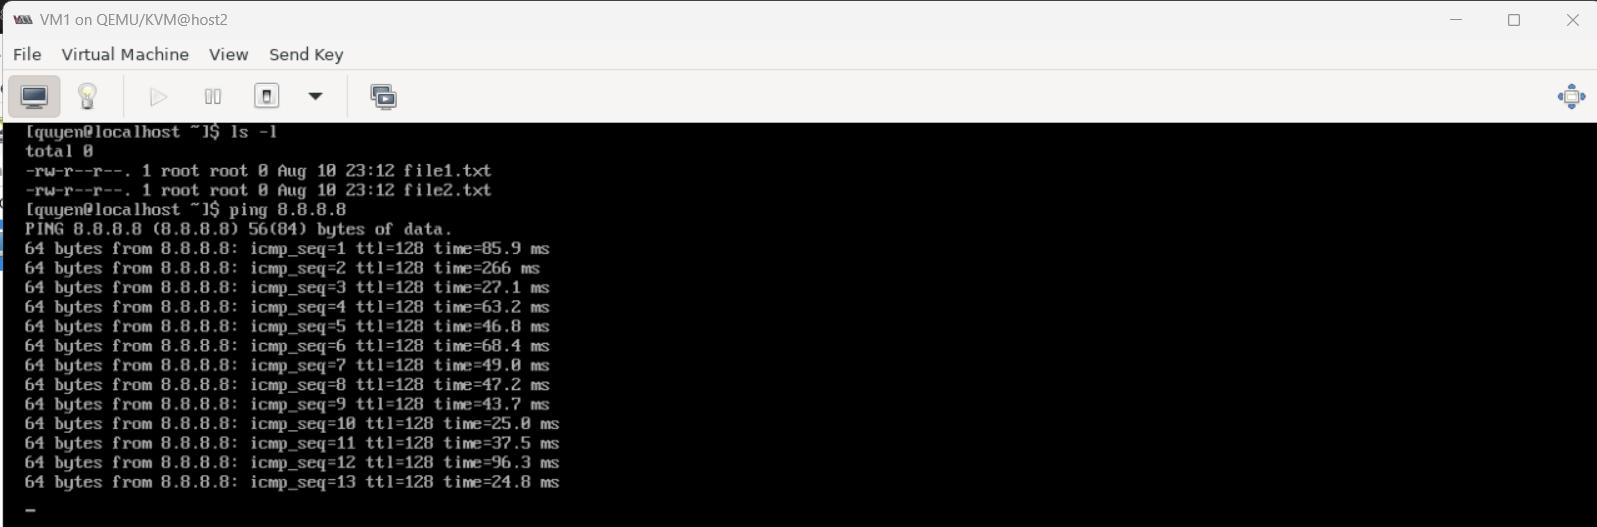 VM1 on QEMU/KVM@host2
File Virtual Machine View Send Key
[quyen@localhost ~]$ ls -l
total 0
-rw-r--r--. 1 root root 0 Aug 10 23:12 file1.txt
-rw-r--r--. 1 root root 0 Aug 10 23:12 file2.txt
[quyen@localhost ~]$ ping 8.8.8.8
PING 8.8.8.8 (8.8.8.8) 56(84) bytes of data.
64 bytes from 8.8.8.8: icmp_seq=1 ttl=128 time=85.9 ms
64 bytes from 8.8.8.8: icmp_seq=2 ttl=128 time=266 ms
64 bytes from 8.8.8.8: icmp_seq=3 ttl=128 time=27.1 ms
64 bytes from 8.8.8.8: icmp_seq=4 ttl=128 time=63.2 ms
64 bytes from 8.8.8.8: icmp_seq=5 ttl=128 time=46.8 ms
64 bytes from 8.8.8.8: icmp_seq=6 ttl=128 time=68.4 ms
64 bytes from 8.8.8.8: icmp_seq=7 ttl=128 time=49.0 ms
64 bytes from 8.8.8.8: icmp_seq=8 ttl=128 time=47.2 ms
64 bytes from 8.8.8.8: icmp_seq=9 ttl=128 time=43.7 ms
64 bytes from 8.8.8.8: icmp_seq=10 ttl=128 time=25.0 ms
64 bytes from 8.8.8.8: icmp_seq=11 ttl=128 time=37.5 ms
64 bytes from 8.8.8.8: icmp_seq=12 ttl=128 time=96.3 ms
64 bytes from 8.8.8.8: icmp_seq=13 ttl=128 time=24.8 ms